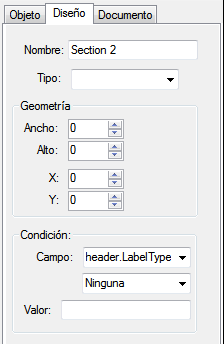 Objeto Diseño Documento
Nombre: Section 2
Tipo:
Geometría
Ancho: 0
Alto: 0
X: 0
Y: 0
Condición:
Campo: header.LabelType
Ninguna
Valor: